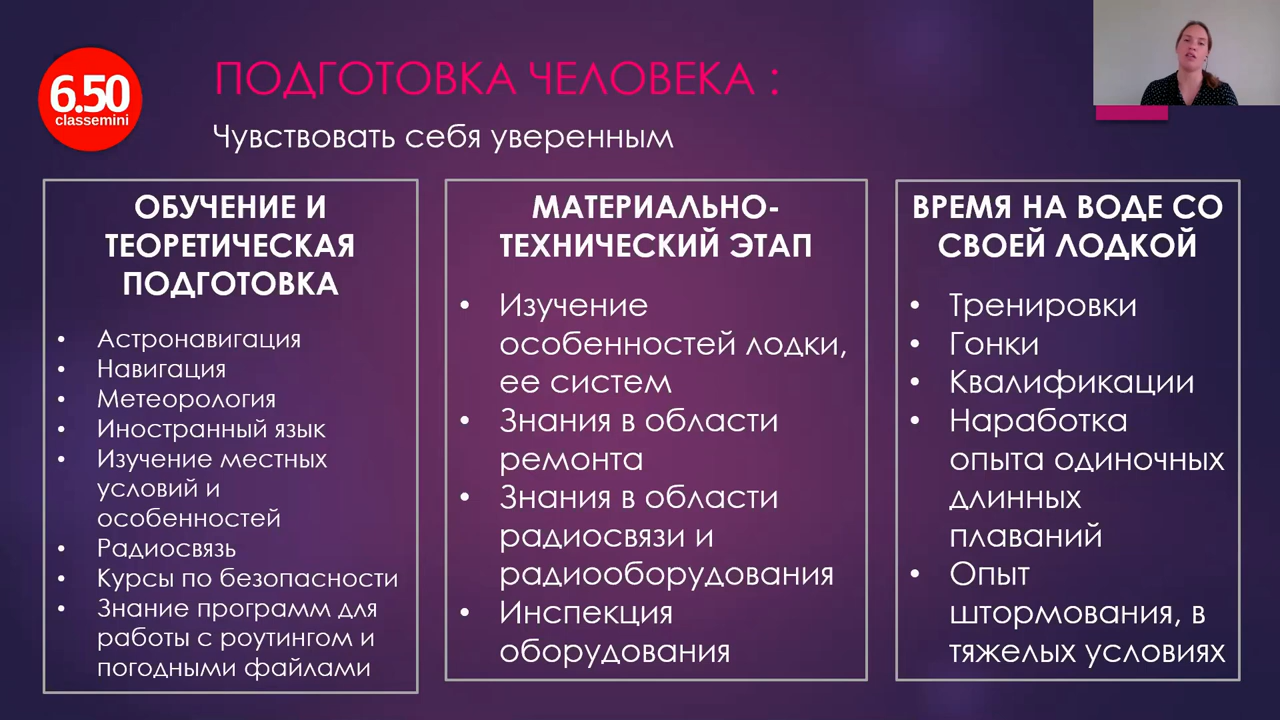 6.50
classemini
ПОДГОТОВКА ЧЕЛОВЕКА :
Чувствовать себя уверенным
ОБУЧЕНИЕ И
ТЕОРЕТИЧЕСКАЯ
ПОДГОТОВКА
• Астронавигация
• Навигация
• Метеорология
• Иностранный язык
• Изучение местных
условий и
особенностей
• Радиосвязь
• Курсы по безопасности
• Знание программ для
работы с роутингом и
погодными файлами
МАТЕРИАЛЬНО-
ТЕХНИЧЕСКИЙ ЭТАП
• Изучение
особенностей лодки,
ее систем
• Знания в области
ремонта
• Знания в области
радиосвязи и
радиооборудования
• Инспекция
оборудования
ВРЕМЯ НА ВОДЕ СО
СВОЕЙ ЛОДКОЙ
• Тренировки
• Гонки
• Квалификации
• Наработка
опыта одиночных
длинных
плаваний
• Опыт
штормования, в
тяжелых условиях